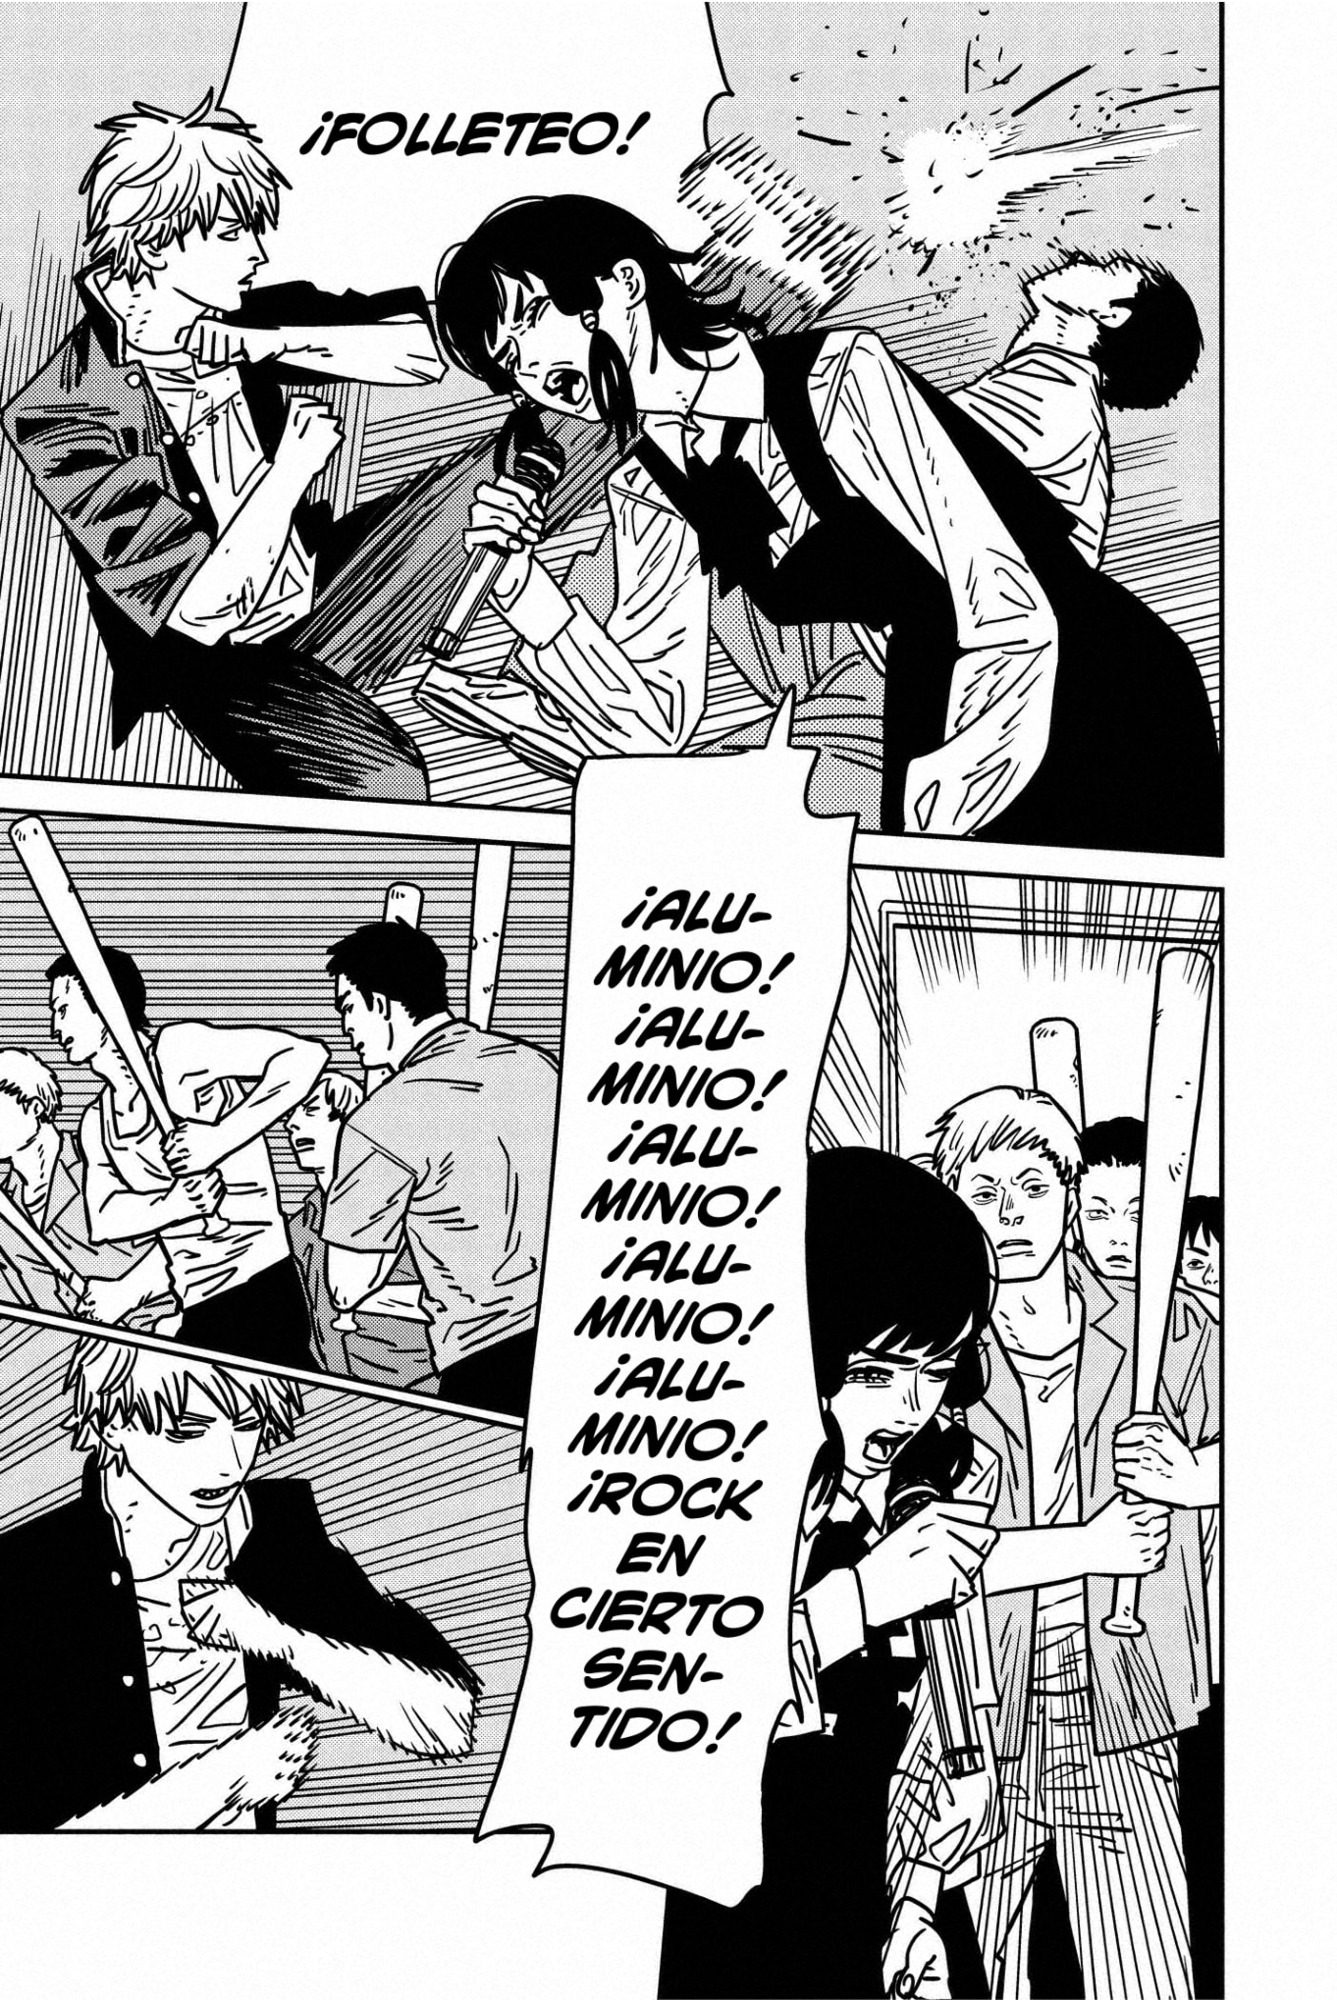 ¡FOLLETEO!
¡ALU-
MINIO!
¡ALU-
MINIO!
¡ALU-
MINIO!
¡ALU-
MINIO!
¡ALU-
MINIO!
¡ROCK
EN
CIERTO
SEN-
TIDO!